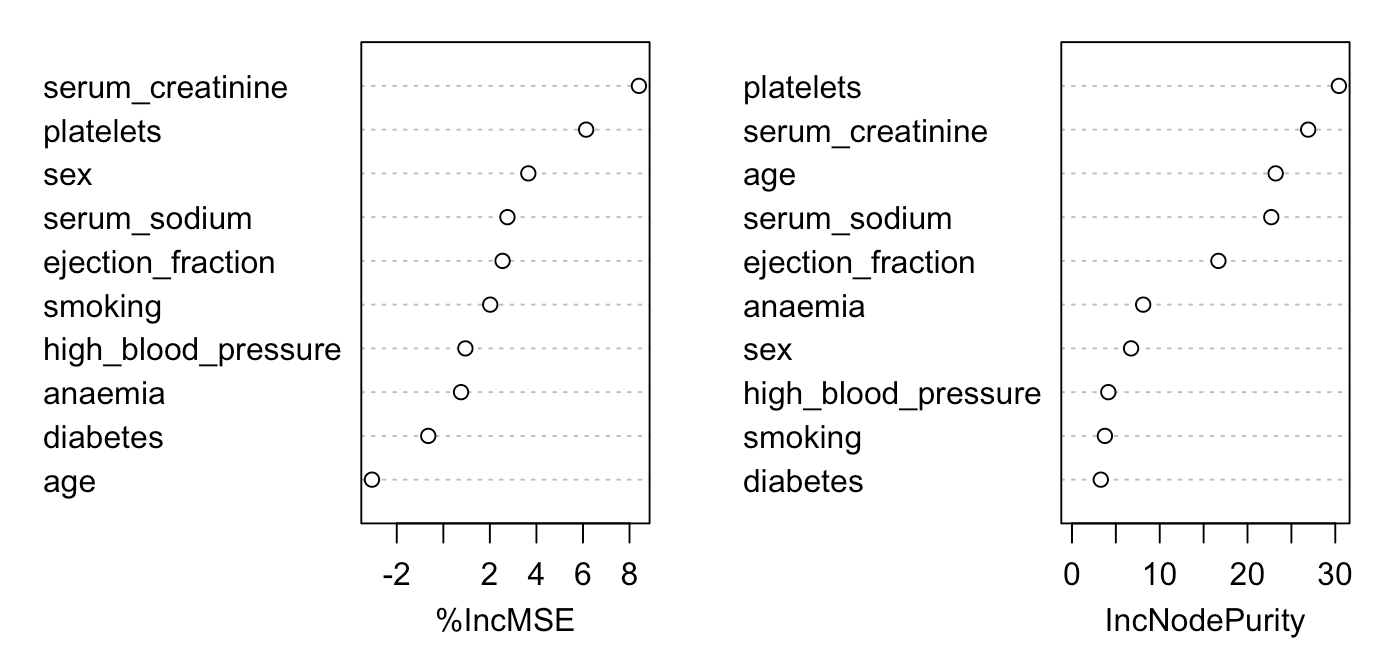 serum_creatinine
platelets
sex
serum_sodium
ejection_fraction
smoking
high_blood_pressure
anaemia
diabetes
age
-2 2 4 6 8
%IncMSE
platelets
serum_creatinine
age
serum_sodium
ejection_fraction
anaemia
sex
high_blood_pressure
smoking
diabetes
0 10 20 30
IncNodePurity